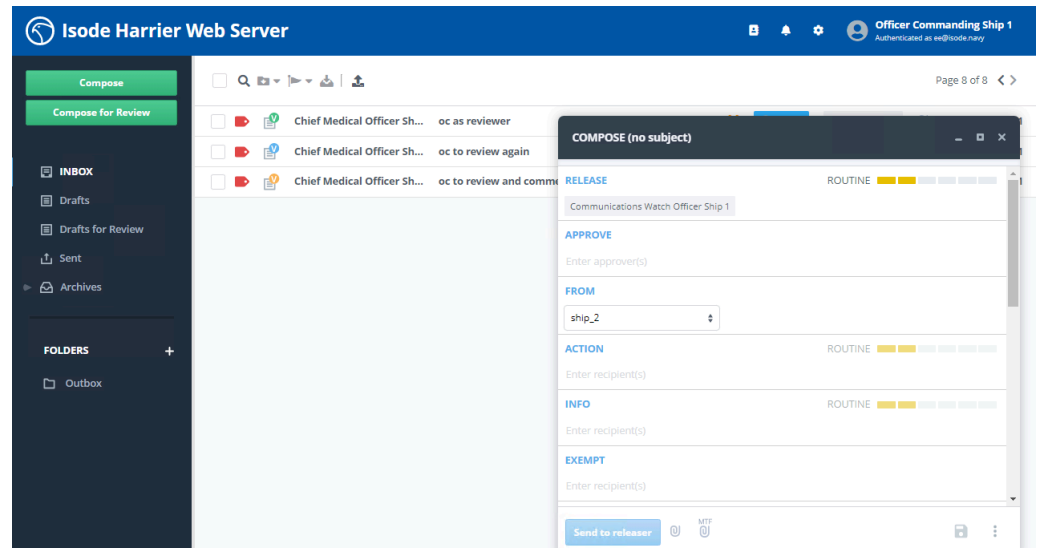 Isode Harrier Web Server
Officer Commanding Ship 1
Authenticated as ee@isode.navy
Compose
Compose for Review
INBOX
Drafts
Drafts for Review
Sent
Archives
FOLDERS +
Outbox
Page 8 of 8
V Chief Medical Officer Sh... oc as reviewer
V Chief Medical Officer Sh... oc to review again
V Chief Medical Officer Sh... oc to review and
COMPOSE (no subject)
RELEASE ROUTINE
Communications Watch Officer Ship 1
APPROVE
Enter approver(s)
FROM
ship_2
ACTION ROUTINE
Enter recipient(s)
INFO ROUTINE
Enter recipient(s)
EXEMPT
Enter recipient(s)
Send to releaser MTF